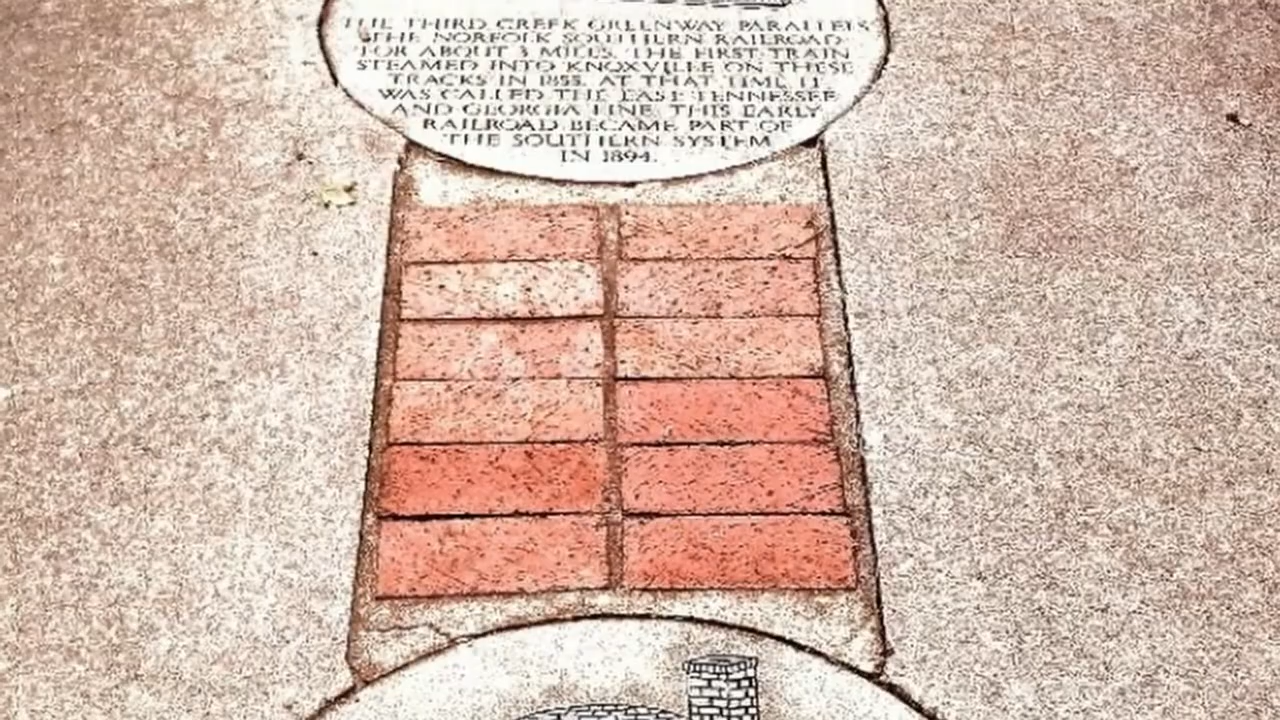 THE THIRD CREEK GREENWAY PARALLELS
THE NORFOLK SOUTHERN RAILROAD
FOR ABOUT 3 MILES. THE FIRST TRAIN
STEAMED INTO KNOXVILLE ON THESE
TRACKS IN 1855. AT THAT TIME IT
WAS CALLED THE EAST TENNESSEE
AND GEORGIA LINE. THIS EARLY
RAILROAD BECAME PART OF
THE SOUTHERN SYSTEM
IN 1894.